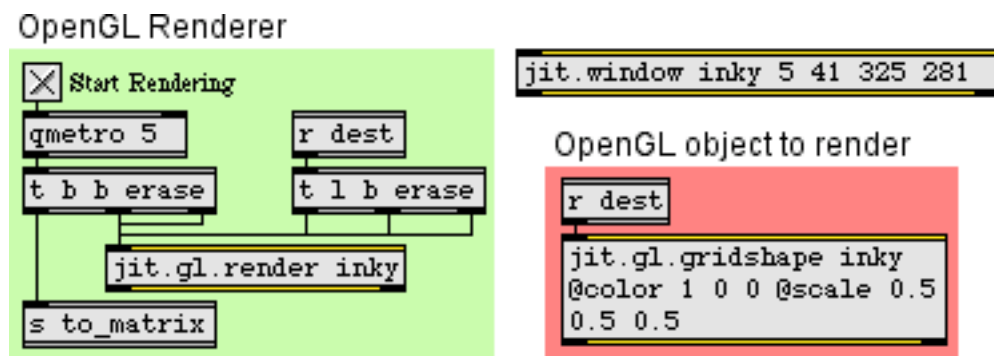 OpenGL Renderer
Start Rendering
qmetro 5
r dest
t b b erase
t l b erase
jit.gl.render inky
s to_matrix
jit.window inky 5 41 325 281
OpenGL object to render
r dest
jit.gl.gridshape inky
@color 1 0 0 @scale 0.5
0.5 0.5